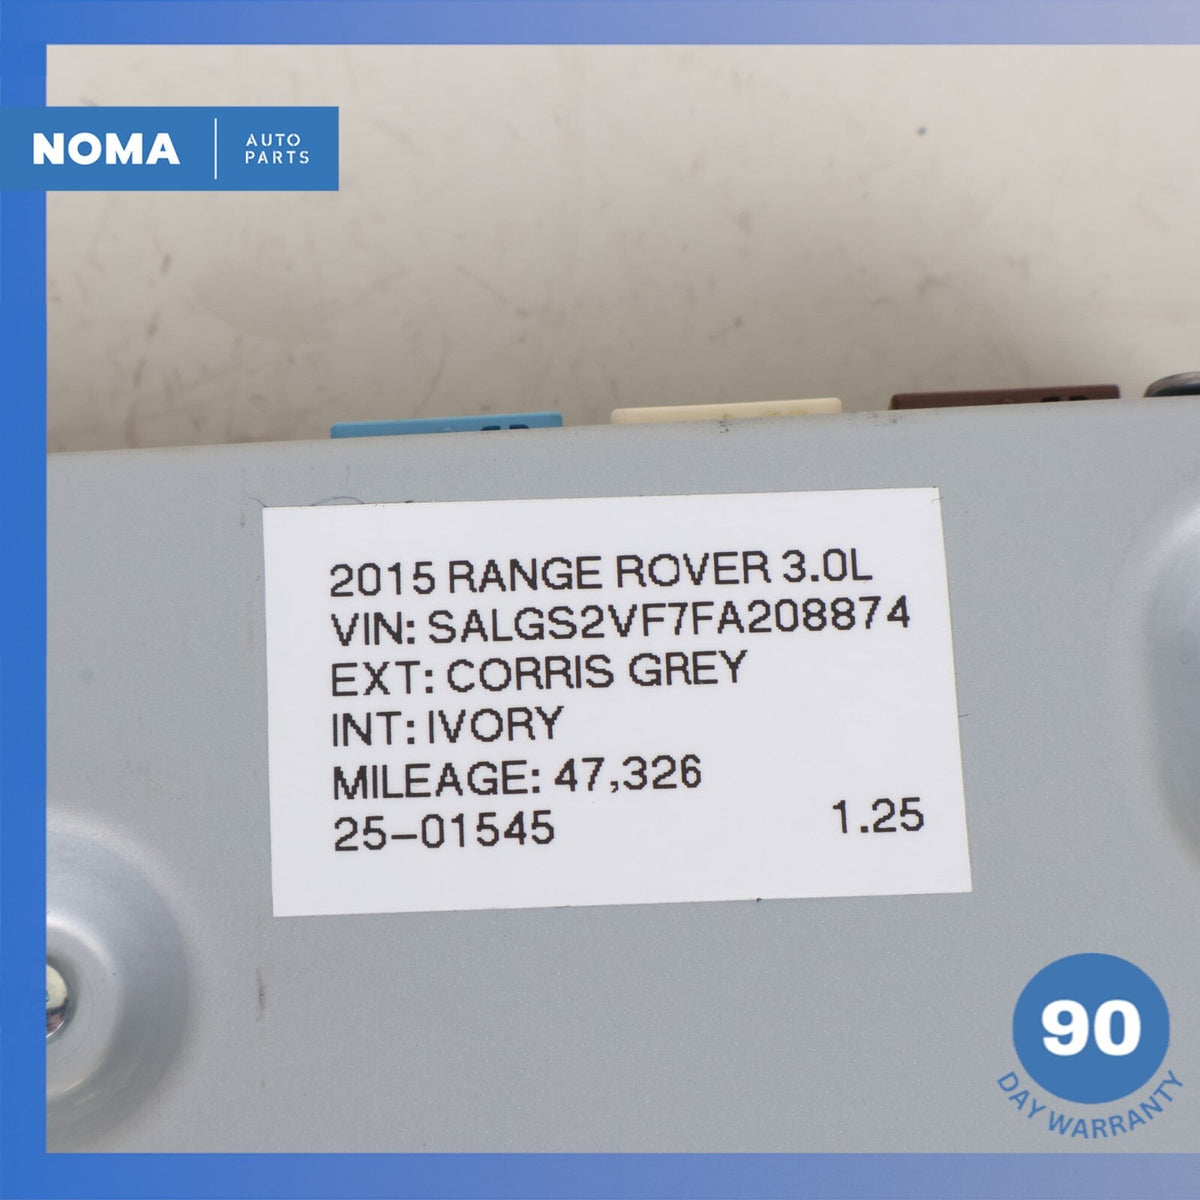 NOMA
AUTO
PARTS
2015 RANGE ROVER 3.0L
VIN: SALGS2VF7FA208874
EXT: CORRIS GREY
INT: IVORY
MILEAGE: 47,326
25-01545 1.25
90
DAY WARRANTY